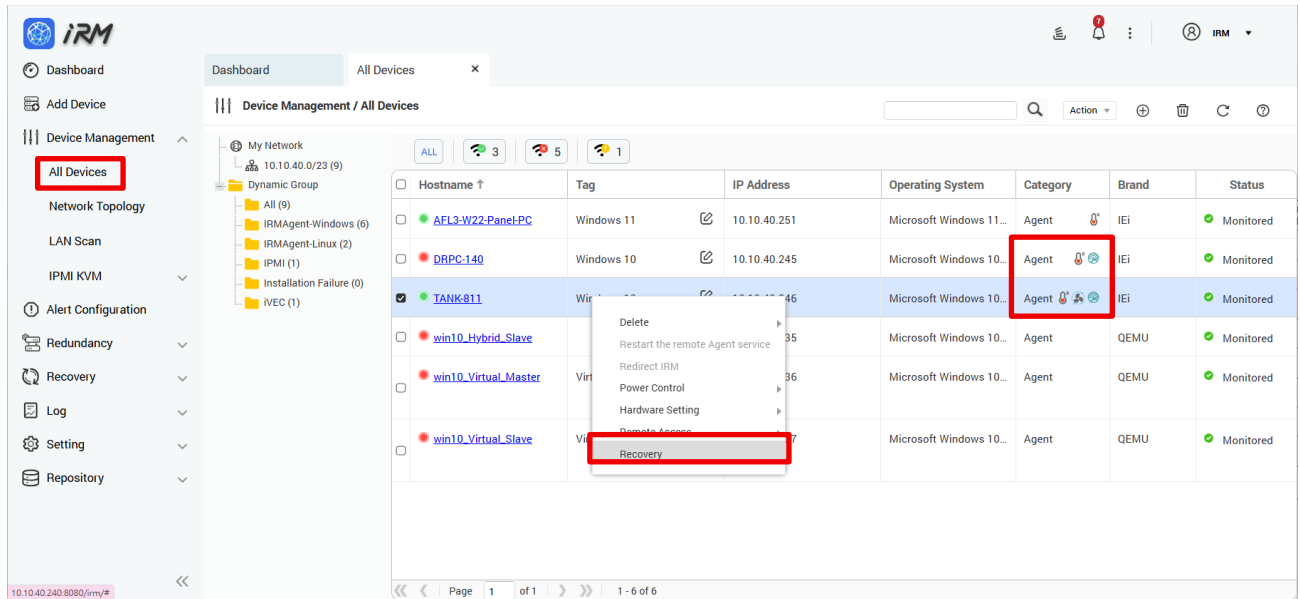 iRM
7
IRM
Dashboard
Add Device
Device Management
All Devices
Network Topology
LAN Scan
IPMI KVM
Alert Configuration
Redundancy
Recovery
Log
Setting
Repository
10.10.40.240:8080/irm/#
Dashboard
All Devices ×
Device Management / All Devices
Action
My Network
10.10.40.0/23 (9)
Dynamic Group
All (9)
IRMAgent-Windows (6)
IRMAgent-Linux (2)
IPMI (1)
Installation Failure (0)
iVEC (1)
ALL 3 5 1
Hostname ↑ Tag IP Address Operating System Category Brand Status
AFL3-W22-Panel-PC Windows 11 10.10.40.251 Microsoft Windows 11... Agent IEi Monitored
DRPC-140 Windows 10 10.10.40.245 Microsoft Windows 10... Agent IEi Monitored
TANK-811 46 Microsoft Windows 10... Agent IEi Monitored
win10_Hybrid_Slave 35 Microsoft Windows 10... Agent QEMU Monitored
win10_Virtual_Master Virt 36 Microsoft Windows 10... Agent QEMU Monitored
win10_Virtual_Slave 7 Microsoft Windows 10... Agent QEMU Monitored
Delete
Restart the remote Agent service
Redirect IRM
Power Control
Hardware Setting
Remote Access
Recovery
Page 1 of 1 1 - 6 of 6